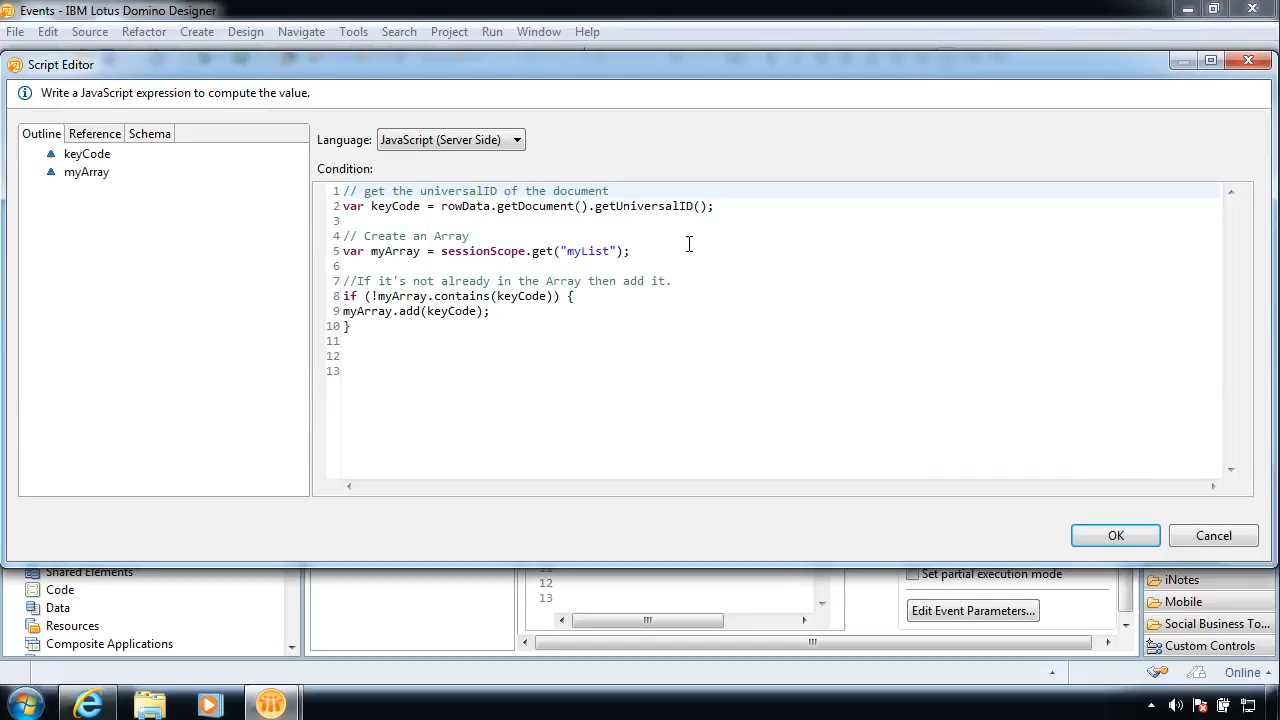 Events - IBM Lotus Domino Designer
File Edit Source Refactor Create Design Navigate Tools Search Project Run Window Help
Script Editor
Write a JavaScript expression to compute the value.
Outline Reference Schema
Language: JavaScript (Server Side)
keyCode
myArray
Condition:
1 // get the universalID of the document
2 var keyCode = rowData.getDocument().getUniversalID();
3
4 // Create an Array
5 var myArray = sessionScope.get("myList");
6
7 //If it's not already in the Array then add it.
8 if (!myArray.contains(keyCode)) {
9 myArray.add(keyCode);
10 }
11
12
13
OK Cancel
Shared Elements
Code
Data
Resources
Composite Applications
12
13
Set partial execution mode
Edit Event Parameters...
iNotes
Mobile
Social Business To...
Custom Controls
Online